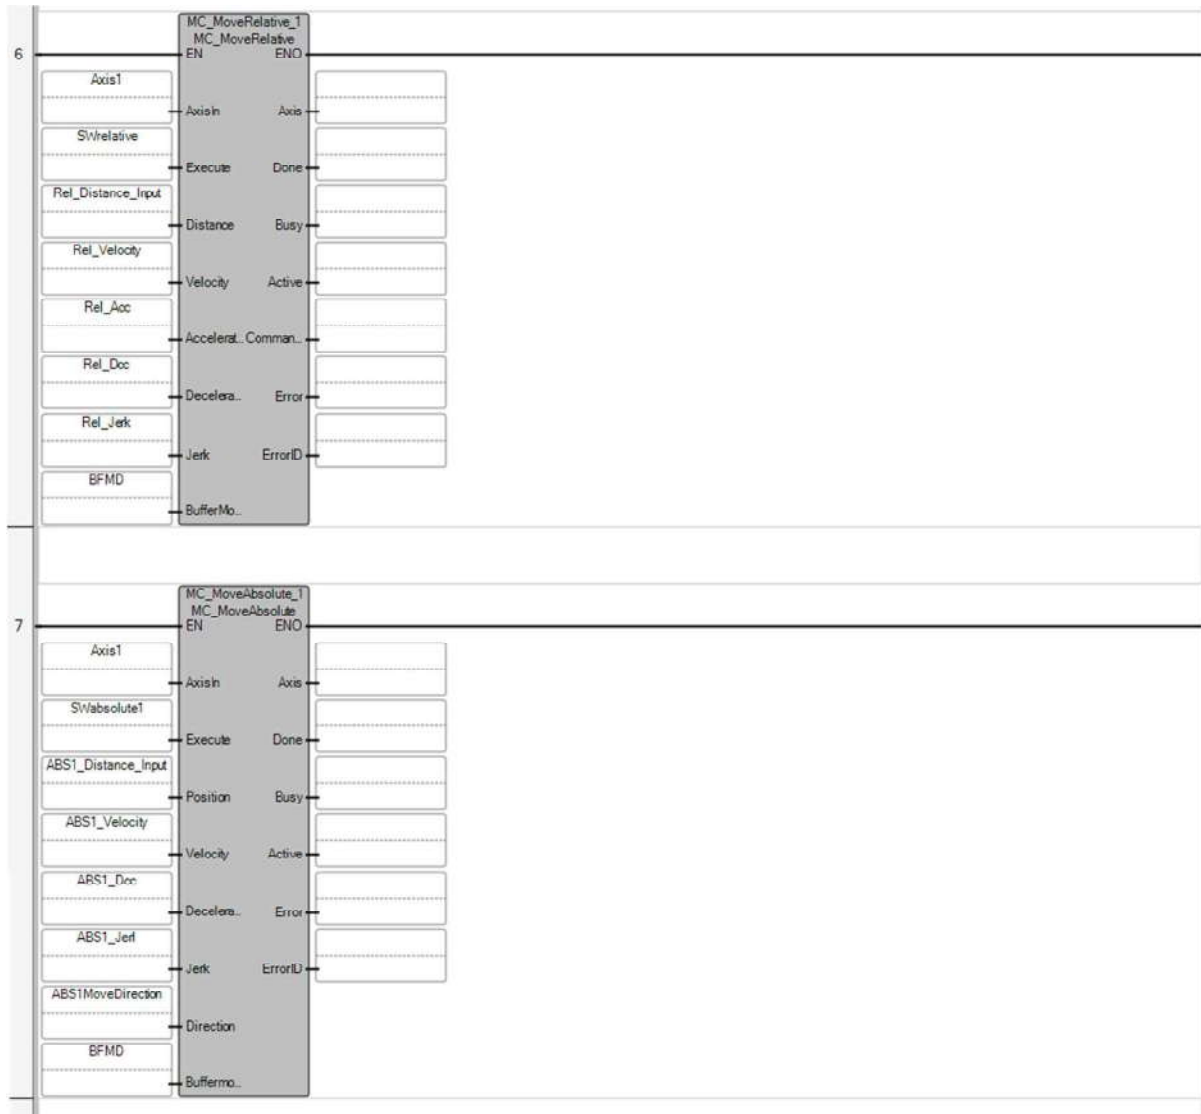 MC_MoveRelative_1
MC_MoveRelative
6
EN ENO
Axis1
AxisIn Axis
SWrelative
Execute Done
Rel_Distance_Input
Distance Busy
Rel_Velocity
Velocity Active
Rel_Acc
Accelerat.. Comman..
Rel_Dcc
Decelera.. Error
Rel_Jerk
Jerk ErrorID
BFMD
BufferMo..
MC_MoveAbsolute_1
MC_MoveAbsolute
7
EN ENO
Axis1
AxisIn Axis
SWabsolute1
Execute Done
ABS1_Distance_Input
Position Busy
ABS1_Velocity
Velocity Active
ABS1_Dcc
Decelera.. Error
ABS1_Jerf
Jerk ErrorID
ABS1MoveDirection
Direction
BFMD
Buffermo..